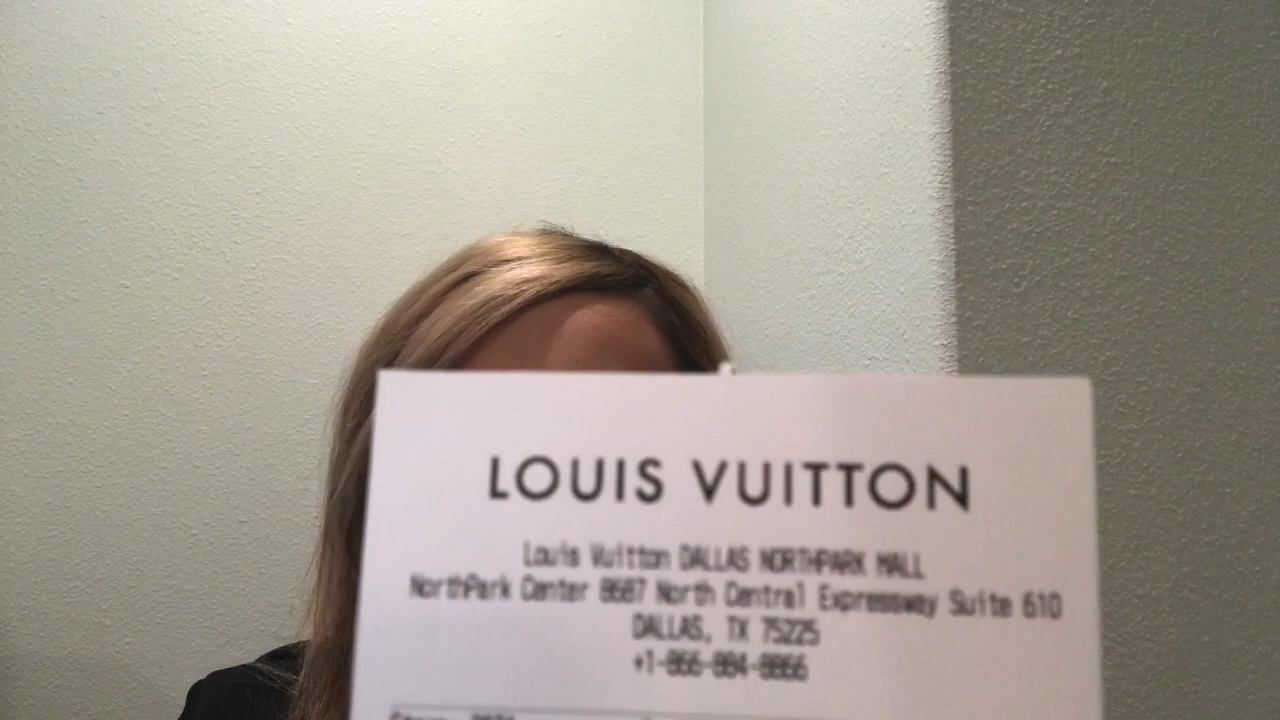 LOUIS VUITTON
Louis Vuitton DALLAS NORTHPARK MALL
NorthPark Center 8687 North Central Expressway Suite 610
DALLAS, TX 75225
+1-866-884-8866